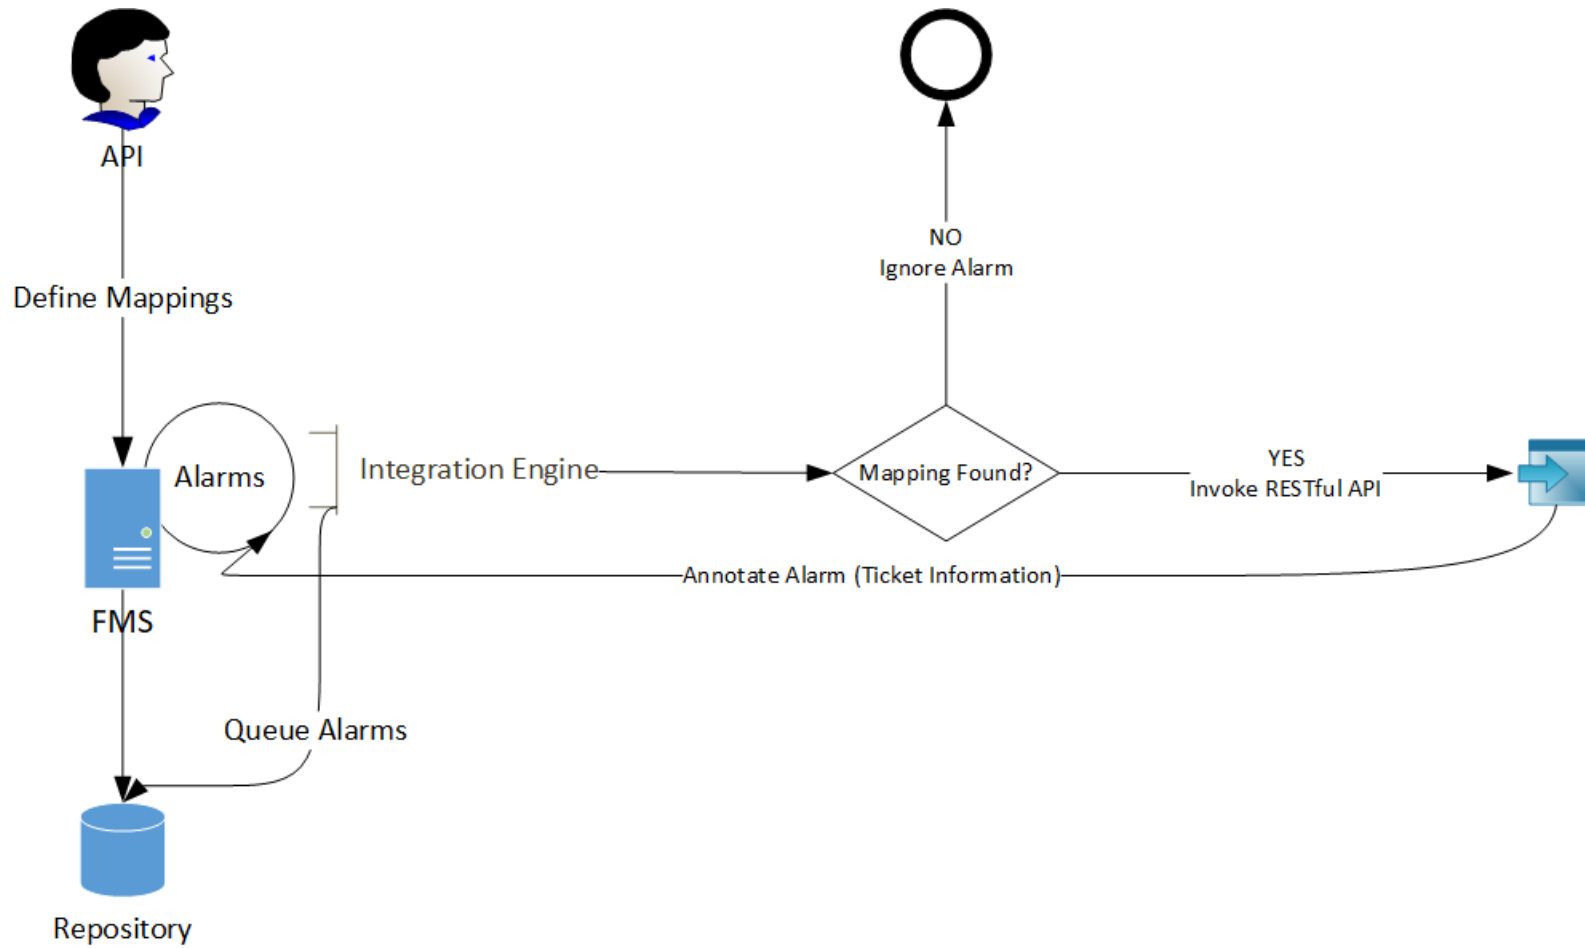 API
NO
Ignore Alarm
Define Mappings
Alarms
Integration Engine
Mapping Found?
YES
Invoke RESTful API
Annotate Alarm (Ticket Information)
FMS
Queue Alarms
Repository